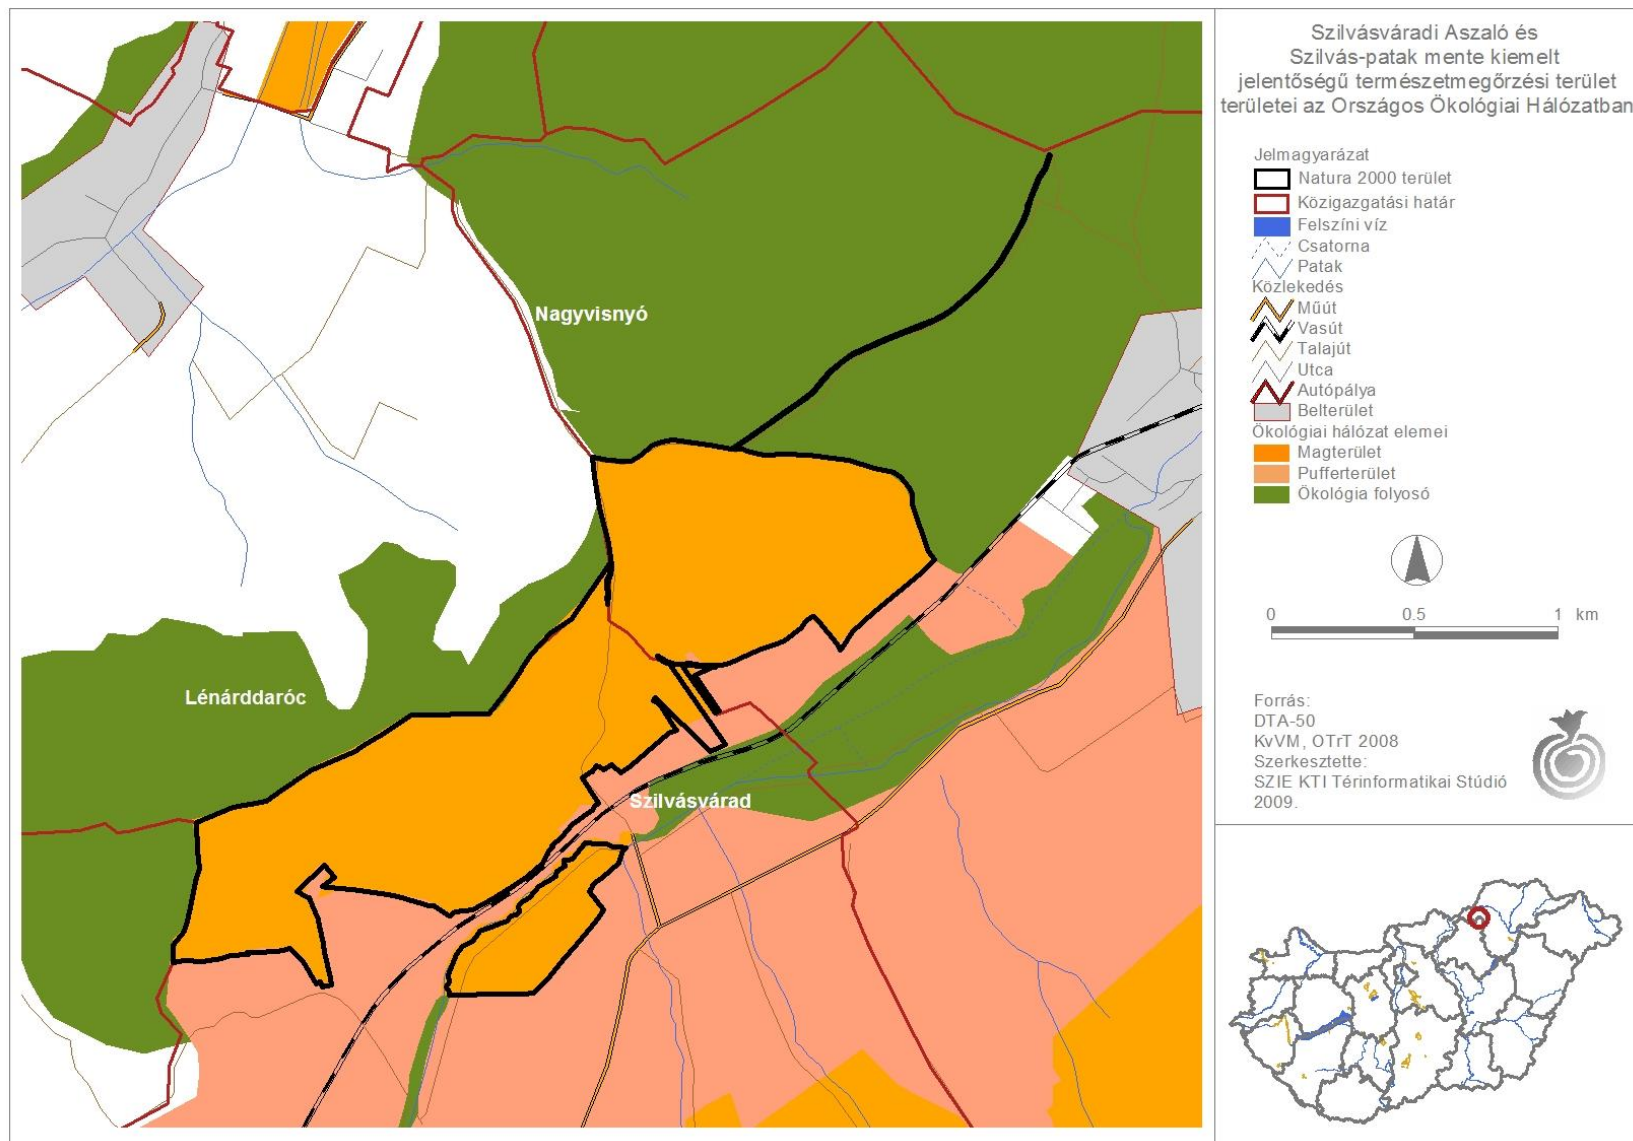 Szilvásváradi Aszaló és
Szilvás-patak mente kiemelt
jelentőségű természetmegőrzési terület
területei az Országos Ökológiai Hálózatban
Jelmagyarázat
Natura 2000 terület
Közigazgatási határ
Felszíni víz
Csatorna
Patak
Közlekedés
Műút
Vasút
Talajút
Utca
Autópálya
Belterület
Ökológiai hálózat elemei
Magterület
Pufferterület
Ökológia folyosó
0 0.5 1 km
Forrás:
DTA-50
KvVM, OTrT 2008
Szerkesztette:
SZIE KTI Térinformatikai Stúdió
2009.
Nagyvisnyó
Lénárddaróc
Szilvásvárad